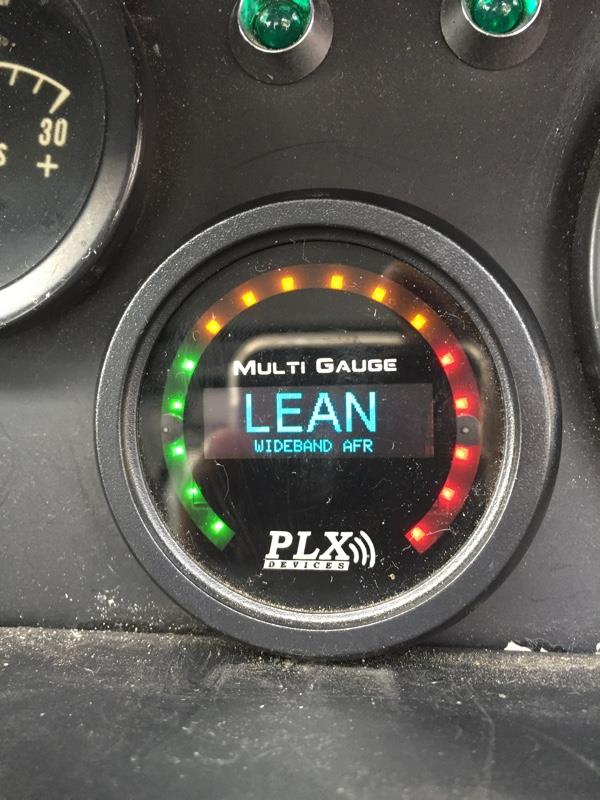 30
+
MULTI GAUGE
LEAN
WIDEBAND AFR
PLX
DEVICES